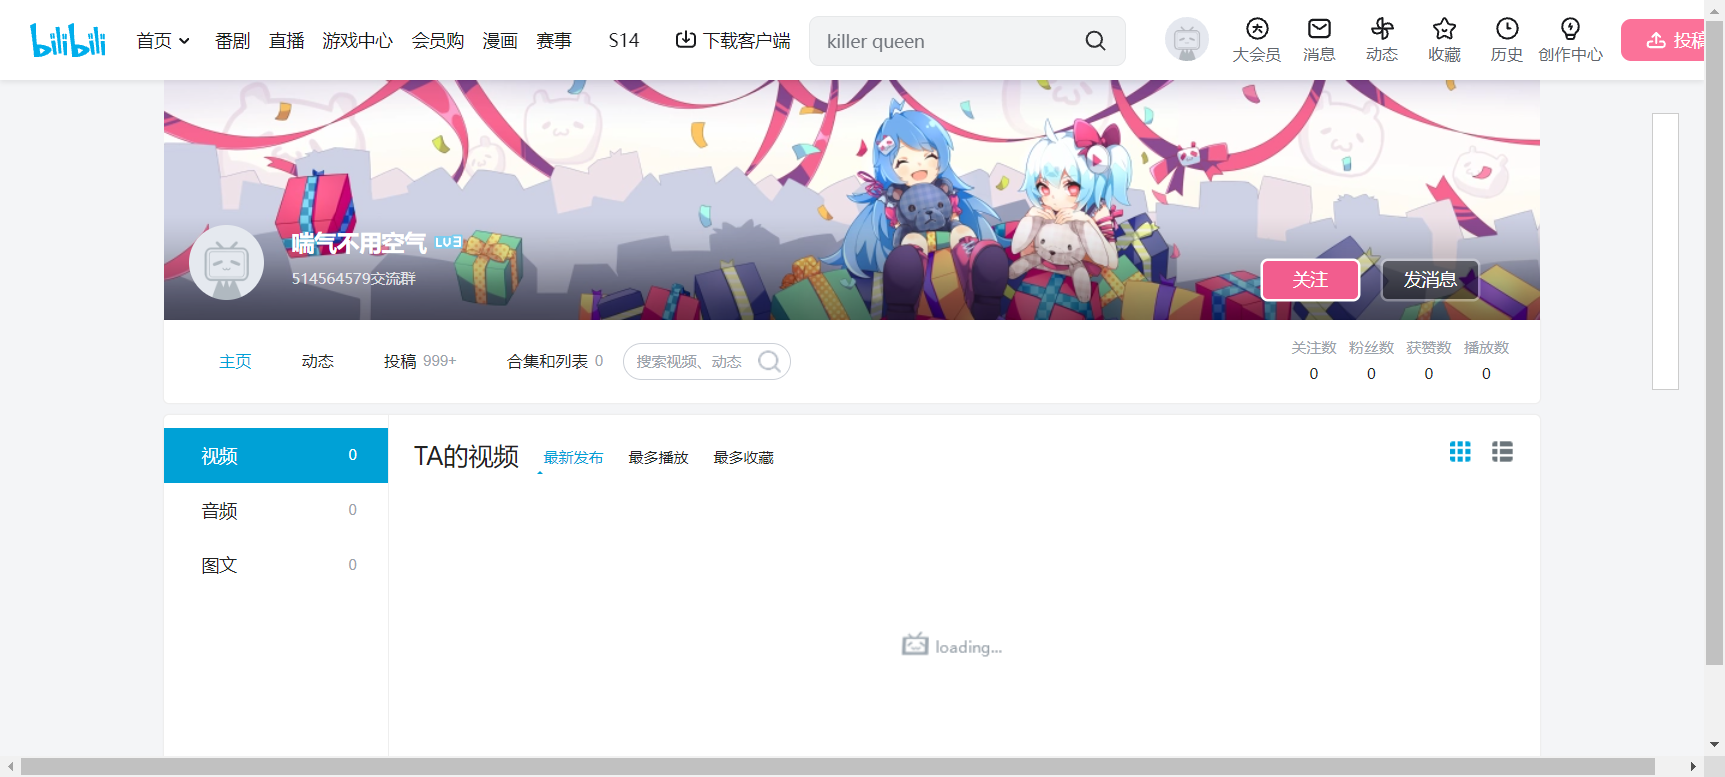 bilibili 首页 番剧 直播 游戏中心 会员购 漫画 赛事 S14 下载客户端 killer queen 大会员 消息 动态 收藏 历史 创作中心 投稿
喘气不用空气 LV3
514564579交流群
关注 发消息
主页 动态 投稿 999+ 合集和列表 0 搜索视频、动态
关注数 粉丝数 获赞数 播放数
0 0 0 0
视频 0
音频 0
图文 0
TA的视频 最新发布 最多播放 最多收藏
loading...